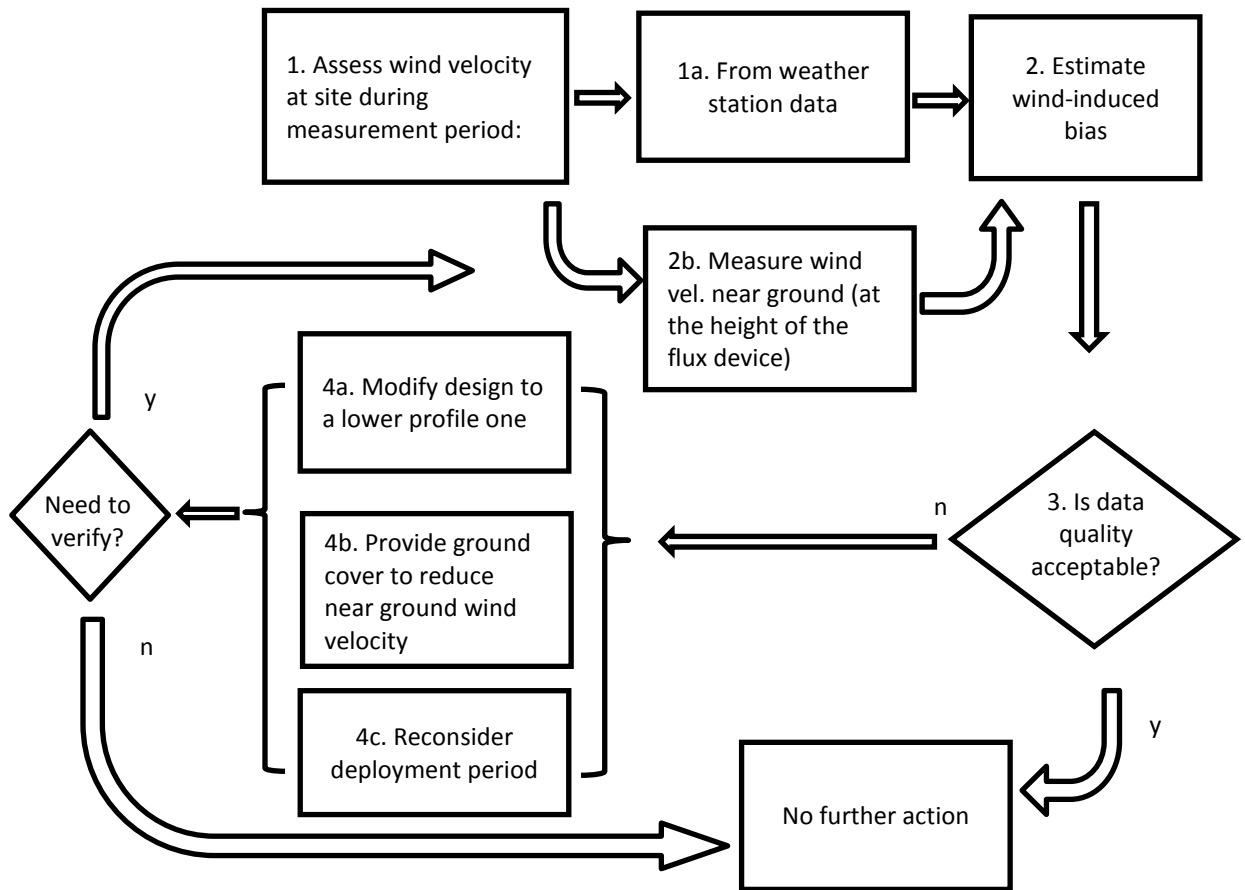 1. Assess wind velocity
at site during
measurement period:
1a. From weather
station data
2. Estimate
wind-induced
bias
2b. Measure wind
vel. near ground (at
the height of the
flux device)
4a. Modify design to
a lower profile one
y
Need to
verify?
n
4b. Provide ground
cover to reduce
near ground wind
velocity
n
3. Is data
quality
acceptable?
4c. Reconsider
deployment period
y
No further action